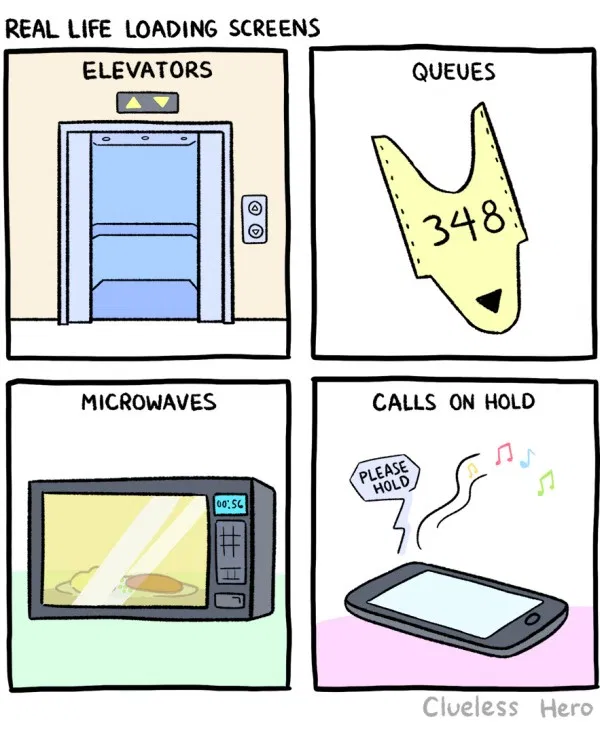 REAL LIFE LOADING SCREENS
ELEVATORS
QUEUES
348
MICROWAVES
00:56
CALLS ON HOLD
PLEASE
HOLD
Clueless Hero